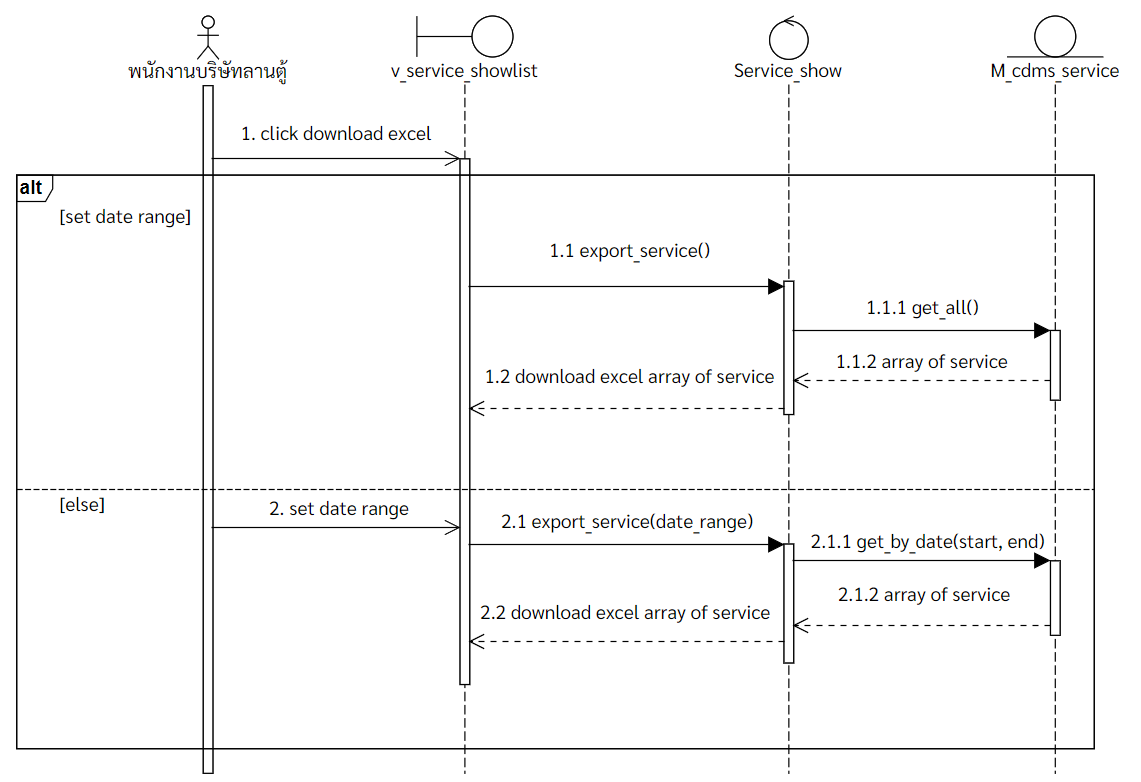 พนักงานบริษัทลานตู้
v_service_showlist
Service_show
M_cdms_service
1. click download excel
alt
[set date range]
1.1 export_service()
1.1.1 get_all()
1.1.2 array of service
1.2 download excel array of service
[else]
2. set date range
2.1 export_service(date_range)
2.1.1 get_by_date(start, end)
2.1.2 array of service
2.2 download excel array of service